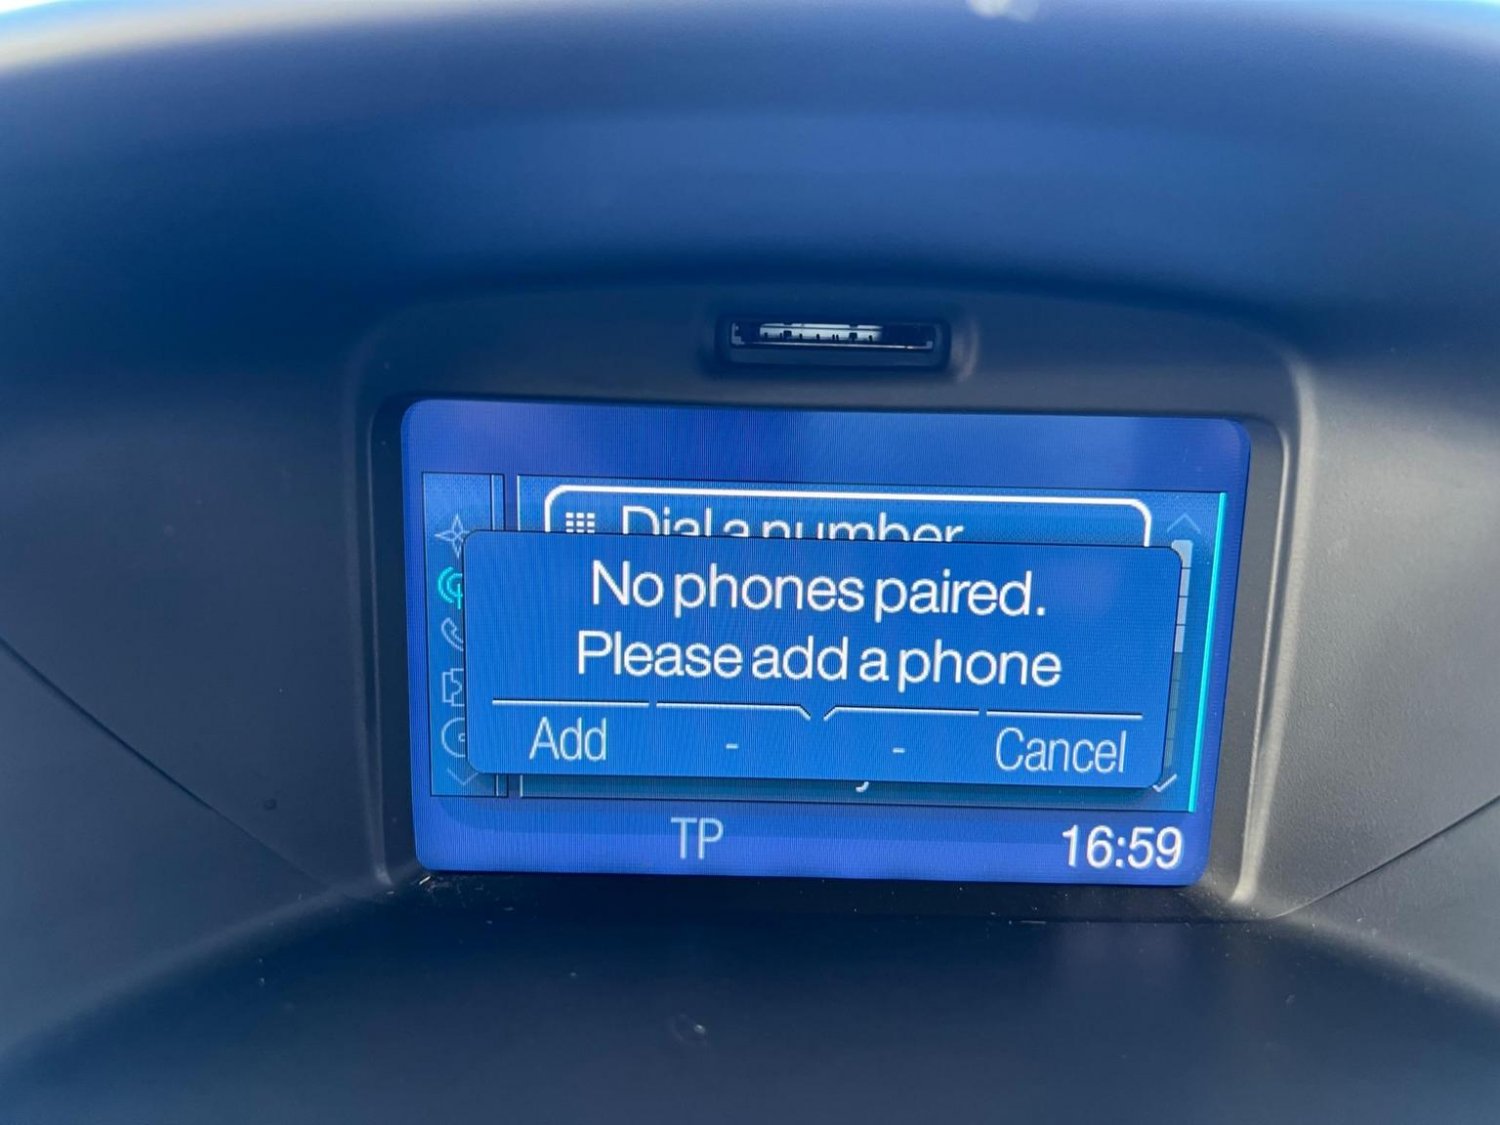 Dial a number
No phones paired.
Please add a phone
Add - - Cancel
TP 16:59